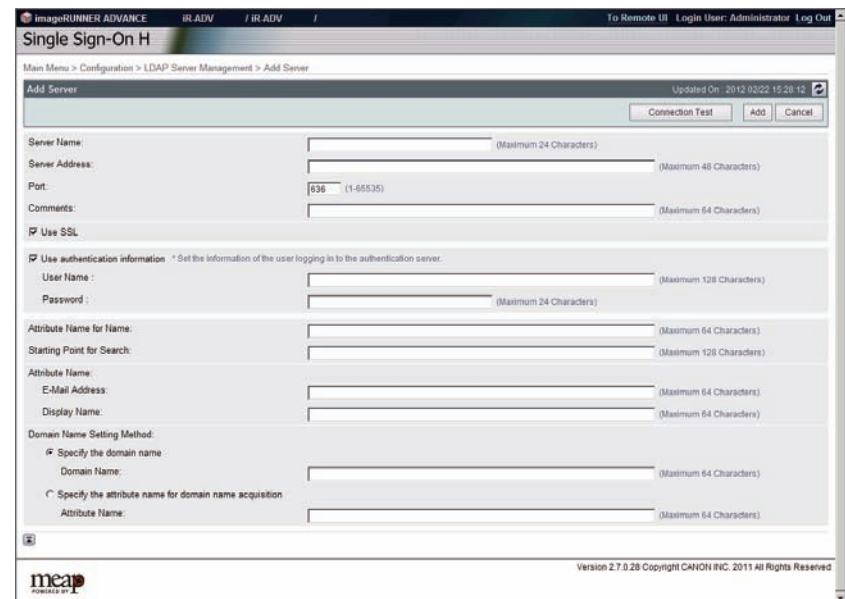 imageRUNNER ADVANCE iR-ADV / iR-ADV / To Remote UI Login User: Administrator Log Out
Single Sign-On H
Main Menu > Configuration > LDAP Server Management > Add Server
Add Server Updated On : 2012 02/22 15:28:12
Connection Test Add Cancel
Server Name: (Maximum 24 Characters)
Server Address: (Maximum 48 Characters)
Port: 636 (1-65535)
Comments: (Maximum 64 Characters)
Use SSL
Use authentication information * Set the information of the user logging in to the authentication server.
User Name : (Maximum 128 Characters)
Password : (Maximum 24 Characters)
Attribute Name for Name: (Maximum 64 Characters)
Starting Point for Search: (Maximum 128 Characters)
Attribute Name:
E-Mail Address: (Maximum 64 Characters)
Display Name: (Maximum 64 Characters)
Domain Name Setting Method:
Specify the domain name
Domain Name: (Maximum 64 Characters)
Specify the attribute name for domain name acquisition
Attribute Name: (Maximum 64 Characters)
Version 2.7.0.28 Copyright CANON INC. 2011 All Rights Reserved
meap
POWERED BY